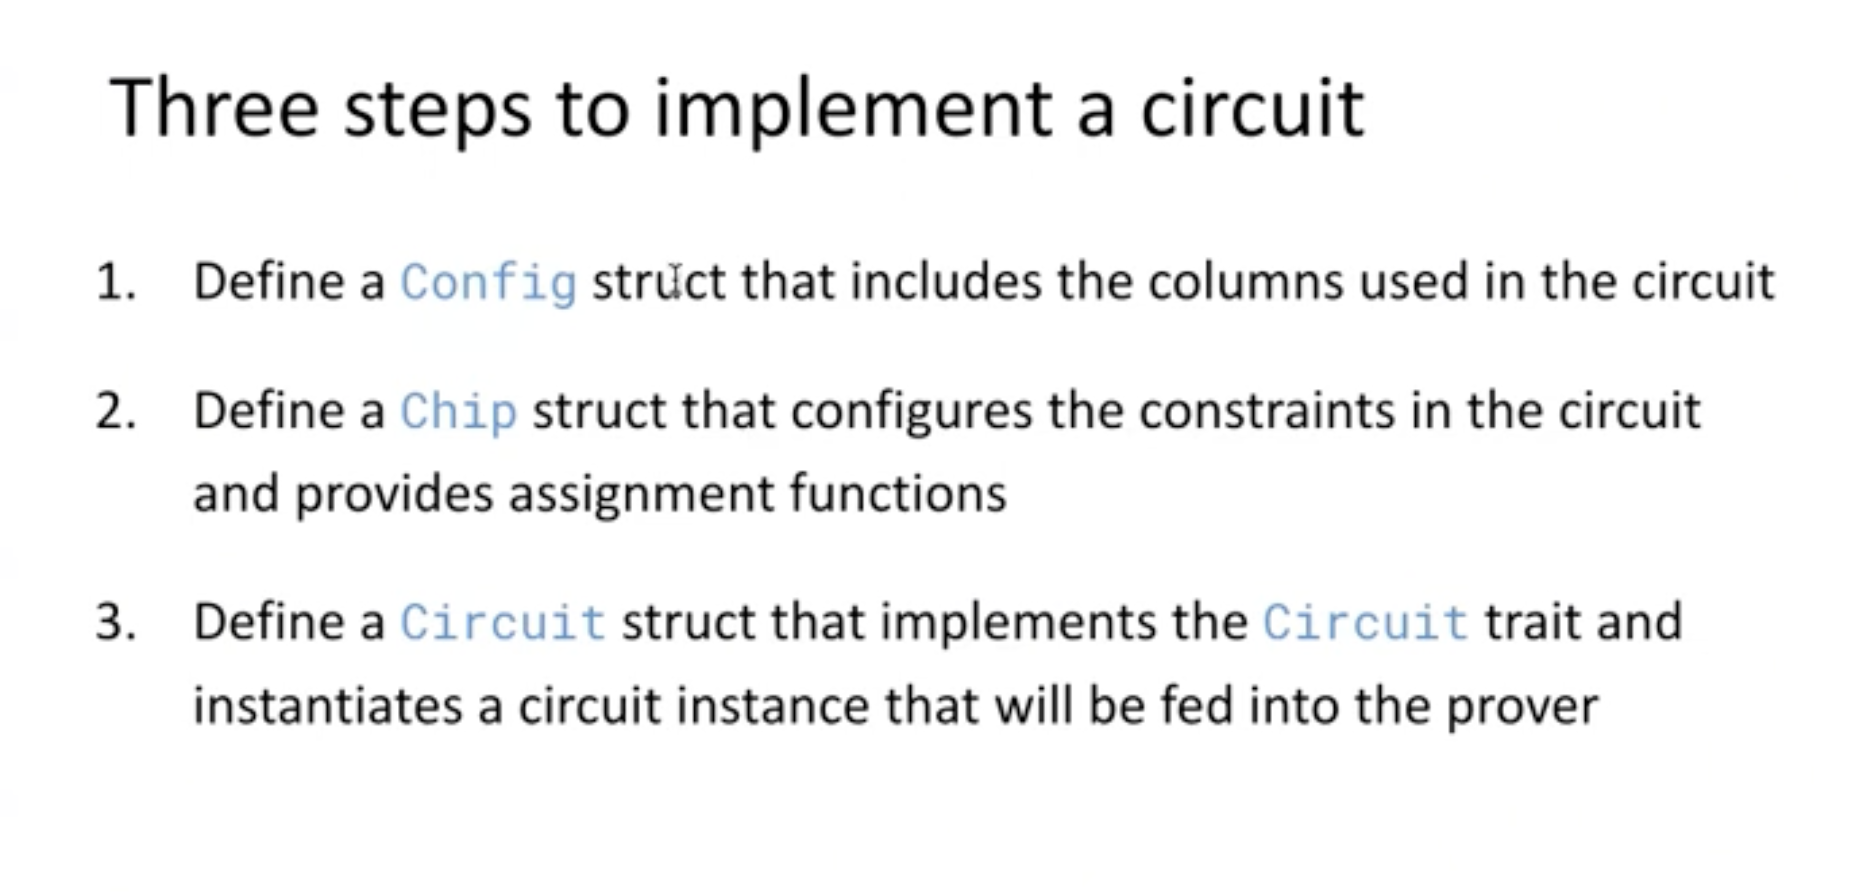 Three steps to implement a circuit
1. Define a Config struct that includes the columns used in the circuit
2. Define a Chip struct that configures the constraints in the circuit
and provides assignment functions
3. Define a Circuit struct that implements the Circuit trait and
instantiates a circuit instance that will be fed into the prover